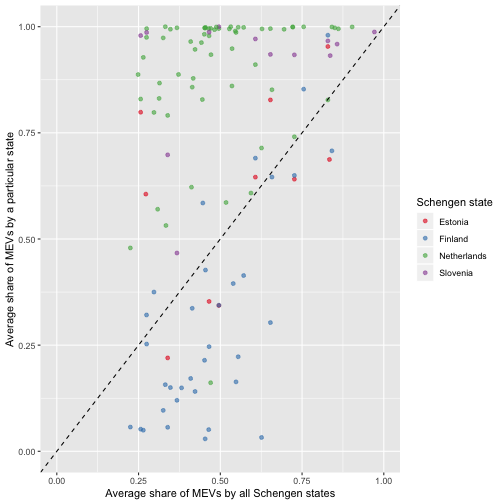 1.00
0.75
0.50
0.25
0.00
Average share of MEVs by a particular state
0.00 0.25 0.50 0.75 1.00
Average share of MEVs by all Schengen states
Schengen state
Estonia
Finland
Netherlands
Slovenia